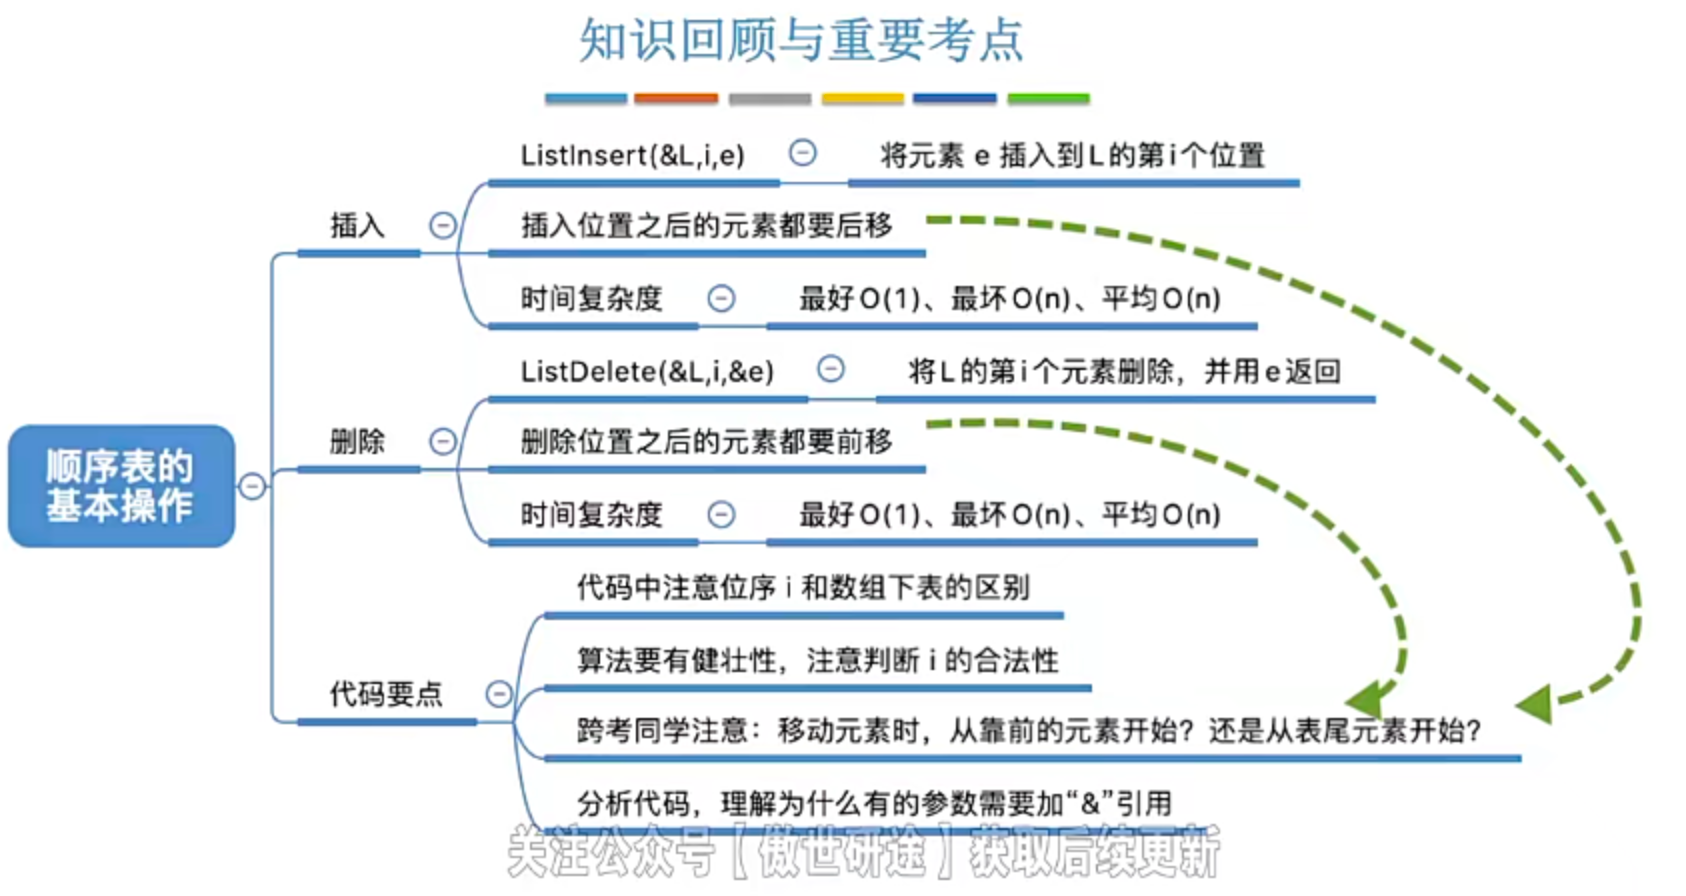 知识回顾与重要考点
ListInsert(&L,i,e)
将元素 e 插入到L的第i个位置
插入
插入位置之后的元素都要后移
时间复杂度
最好O(1)、最坏O(n)、平均O(n)
ListDelete(&L,i,&e)
将L的第i个元素删除，并用e返回
删除
删除位置之后的元素都要前移
顺序表的
基本操作
时间复杂度
最好O(1)、最坏O(n)、平均O(n)
代码中注意位序 i 和数组下表的区别
算法要有健壮性，注意判断 i 的合法性
代码要点
跨考同学注意：移动元素时，从靠前的元素开始？还是从表尾元素开始？
分析代码，理解为什么有的参数需要加“&”引用
关注公众号【傲世研途】获取后续更新